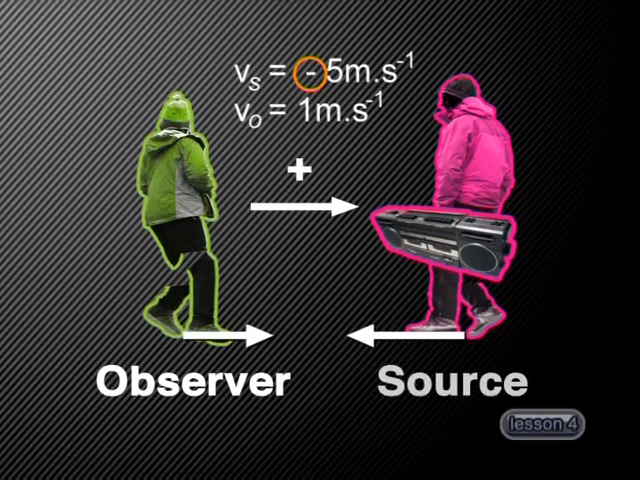 vₛ = - 5m.s⁻¹
vₒ = 1m.s⁻¹
+
Observer
Source
lesson 4